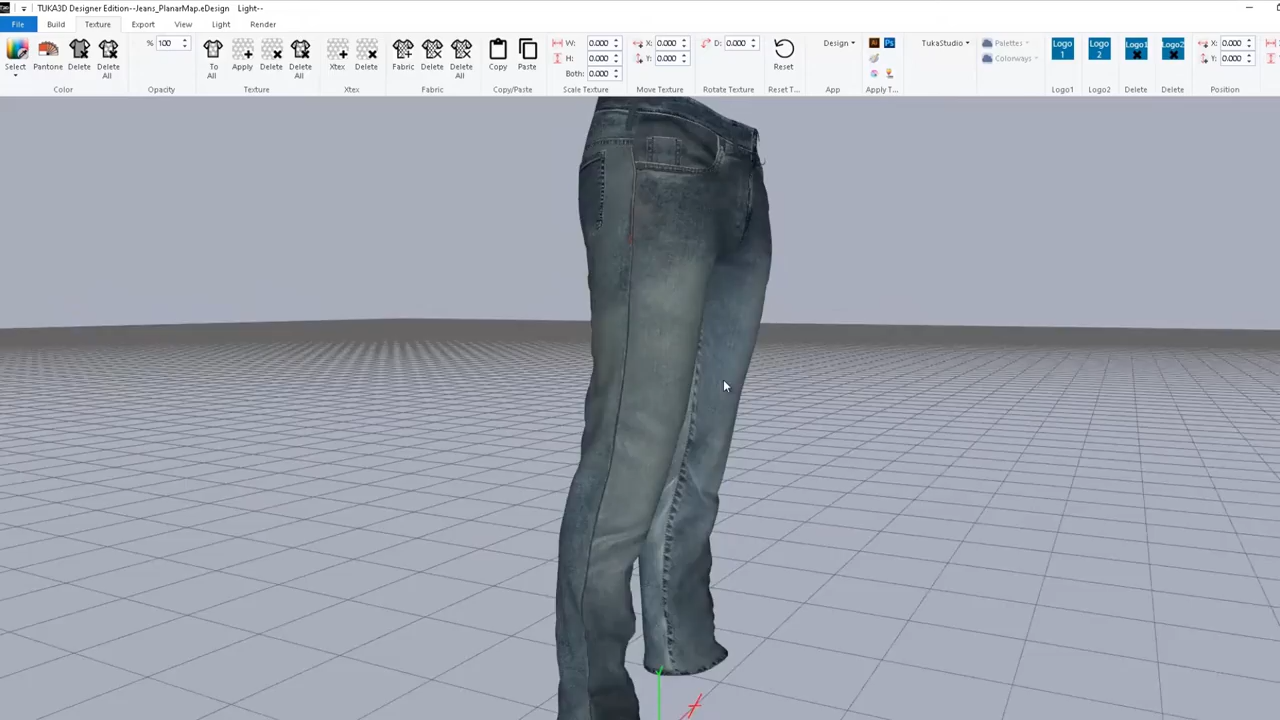 TUKA3D Designer Edition--Jeans_PlanarMap.eDesign Light--
File Build Texture Export View Light Render
% 100 W: 0.000 X: 0.000 D: 0.000 Design TukaStudio Palettes Logo 1 Logo 2 Logo1 Logo2 X: 0.000
H: 0.000 Y: 0.000 Colorways Y: 0.000
Select Pantone Delete Delete All To All Apply Delete Delete All Xtex Delete Fabric Delete Delete All Copy Paste Both: 0.000 Reset
Color Opacity Texture Xtex Fabric Copy/Paste Scale Texture Move Texture Rotate Texture Reset T... App Apply T... Logo1 Logo2 Delete Delete Position